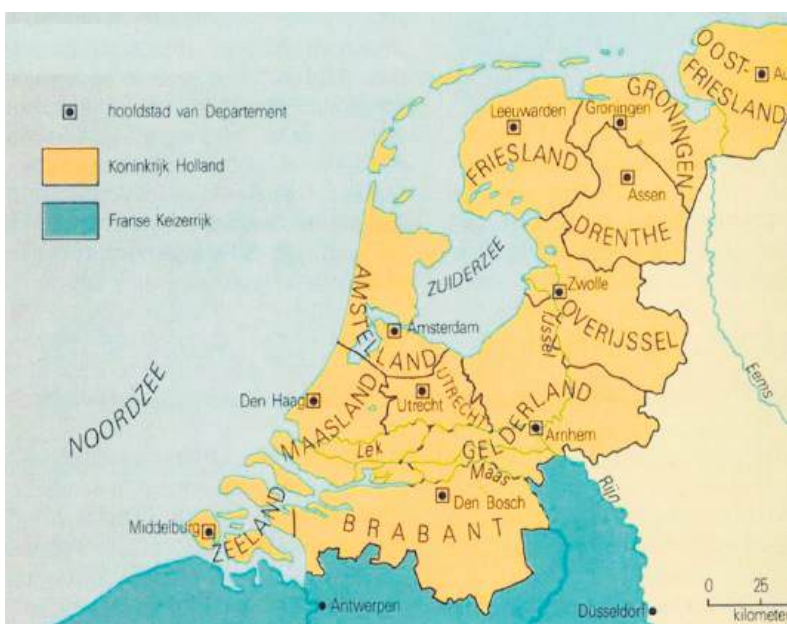 hoofdstad van Departement
Koninkrijk Holland
Franse Keizerrijk
OOST-
FRIESLAND
Au
GRONINGEN
Groningen
Leeuwarden
FRIESLAND
Assen
DRENTHE
ZUIDERZEE
Zwolle
IJssel
OVERIJSSEL
AMSTELLAND
Amsterdam
Eems
NOORDZEE
Den Haag
MAASLAND
Utrecht
UTRECHT
GELDERLAND
Arnhem
Lek
Maas
Rijn
Den Bosch
Middelburg
ZEELAND
BRABANT
Antwerpen
Düsseldorf
0 25
kilometer